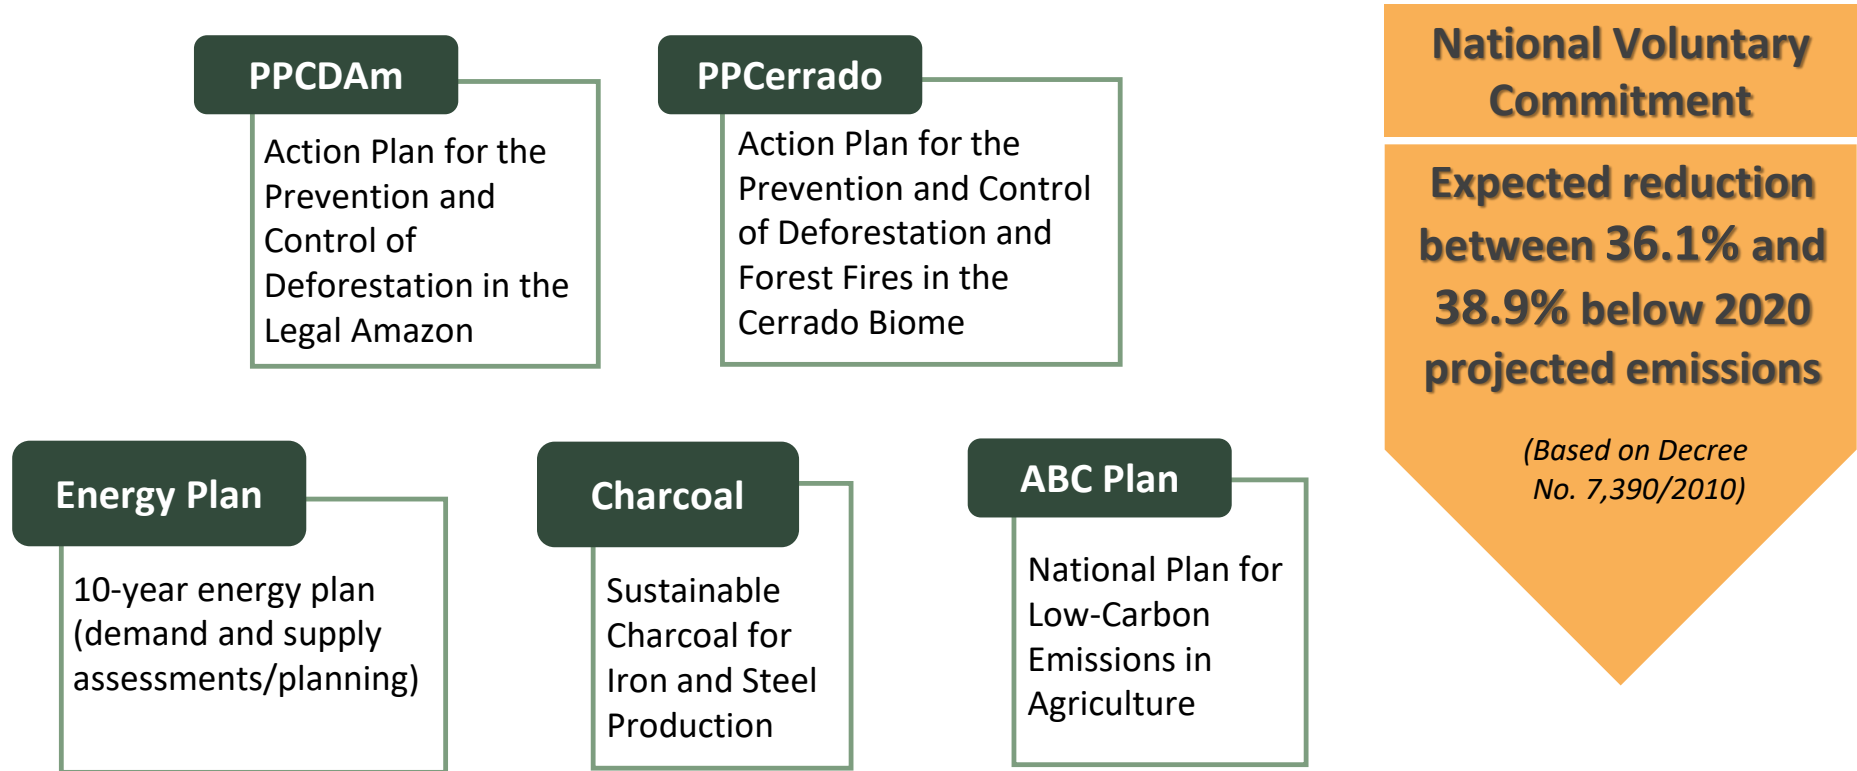 PPCDAm
Action Plan for the
Prevention and
Control of
Deforestation in the
Legal Amazon
PPCerrado
Action Plan for the
Prevention and Control
of Deforestation and
Forest Fires in the
Cerrado Biome
Energy Plan
10-year energy plan
(demand and supply
assessments/planning)
Charcoal
Sustainable
Charcoal for
Iron and Steel
Production
ABC Plan
National Plan for
Low-Carbon
Emissions in
Agriculture
National Voluntary
Commitment
Expected reduction
between 36.1% and
38.9% below 2020
projected emissions
(Based on Decree
No. 7,390/2010)